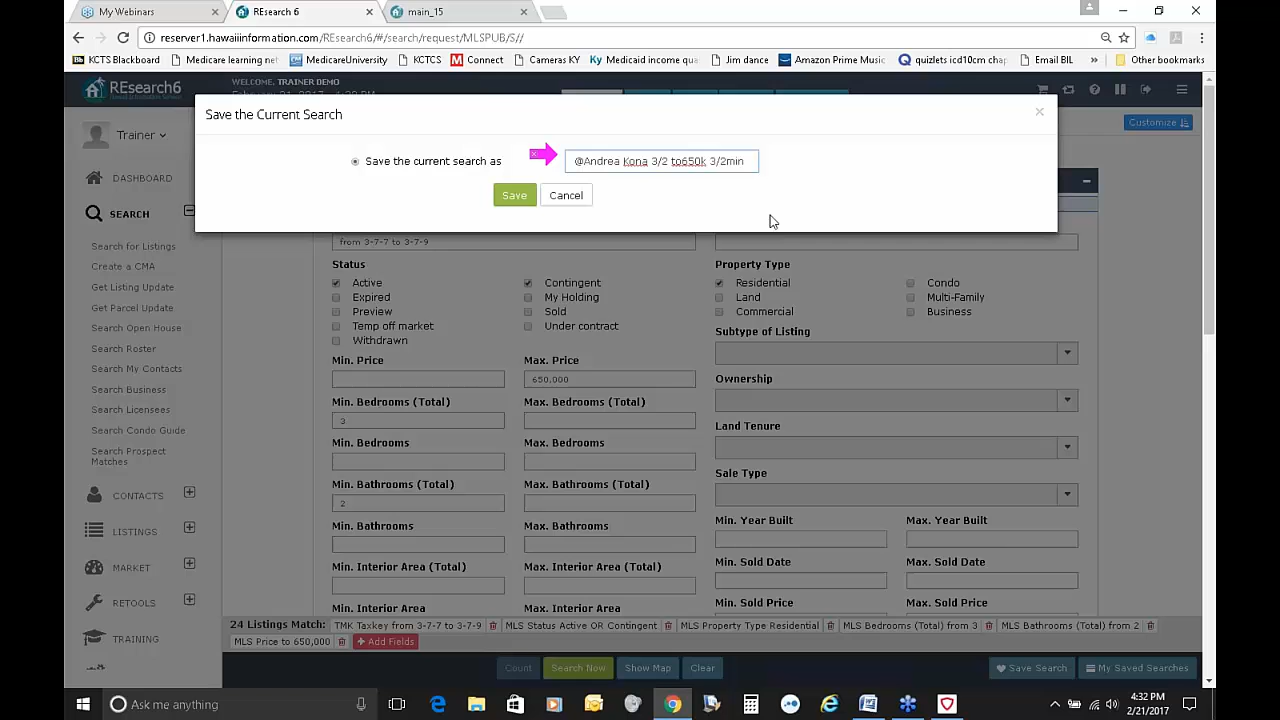 My Webinars
REsearch 6
main_15
reserver1.hawaiiinformation.com/REsearch6/#/search/request/MLSPUB/S//
KCTS Blackboard
Medicare learning net
MedicareUniversity
KCTCS
Connect
Cameras KY
Medicaid income qua
Jim dance
Amazon Prime Music
quizlets icd10cm chap
Email BIL
»
Other bookmarks
REsearch6
WELCOME, TRAINER DEMO
Customize
Save the Current Search
×
Save the current search as
@Andrea Kona 3/2 to650k 3/2min
Save
Cancel
Trainer
DASHBOARD
SEARCH
Search for Listings
Create a CMA
Get Listing Update
Get Parcel Update
Search Open House
Search Roster
Search My Contacts
Search Business
Search Licensees
Search Condo Guide
Search Prospect
Matches
CONTACTS
LISTINGS
MARKET
RETOOLS
TRAINING
from 3-7-7 to 3-7-9
Status
Active
Contingent
Expired
My Holding
Preview
Sold
Temp off market
Under contract
Withdrawn
Min. Price
Max. Price
650,000
Min. Bedrooms (Total)
Max. Bedrooms (Total)
3
Min. Bedrooms
Max. Bedrooms
Min. Bathrooms (Total)
Max. Bathrooms (Total)
2
Min. Bathrooms
Max. Bathrooms
Min. Interior Area (Total)
Max. Interior Area (Total)
Min. Interior Area
Max. Interior Area
Property Type
Residential
Condo
Land
Multi-Family
Commercial
Business
Subtype of Listing
Ownership
Land Tenure
Sale Type
Min. Year Built
Max. Year Built
Min. Sold Date
Max. Sold Date
Min. Sold Price
Max. Sold Price
24 Listings Match: TMK Taxkey from 3-7-7 to 3-7-9 MLS Status Active OR Contingent MLS Property Type Residential MLS Bedrooms (Total) from 3 MLS Bathrooms (Total) from 2
MLS Price to 650,000 + Add Fields
Count
Search Now
Show Map
Clear
Save Search
My Saved Searches
Ask me anything
4:32 PM
2/21/2017